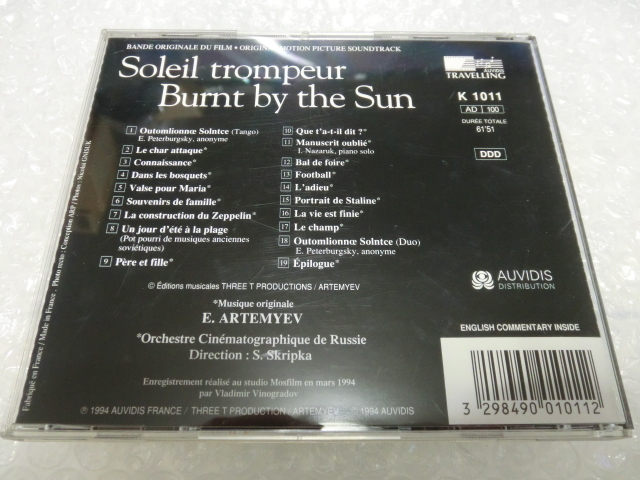 BANDE ORIGINALE DU FILM • ORIGINAL MOTION PICTURE SOUNDTRACK
Soleil trompeur
Burnt by the Sun
AUVIDIS
TRAVELLING
K 1011
AD 100
DURÉE TOTALE
61'51
DDD
1 Outomlionnœ Solntce (Tango)
E. Peterburgsky, anonyme
2 Le char attaque*
3 Connaissance*
4 Dans les bosquets*
5 Valse pour Maria*
6 Souvenirs de famille*
7 La construction du Zeppelin*
8 Un jour d'été à la plage
(Pot pourri de musiques anciennes
soviétiques)
9 Père et fille*
10 Que t'a-t-il dit ?*
11 Manuscrit oublié*
I. Nazaruk, piano solo
12 Bal de foire*
13 Football*
14 L'adieu*
15 Portrait de Staline*
16 La vie est finie*
17 Le champ*
18 Outomlionnœ Solntce (Duo)
E. Peterburgsky, anonyme
19 Épilogue*
© Éditions musicales THREE T PRODUCTIONS / ARTEMYEV
*Musique originale
E. ARTEMYEV
*Orchestre Cinématographique de Russie
Direction : S. Skripka
Enregistrement réalisé au studio Mosfilm en mars 1994
par Vladimir Vinogradov
℗ 1994 AUVIDIS FRANCE / THREE T PRODUCTION / ARTEMYEV © 1994 AUVIDIS
AUVIDIS
DISTRIBUTION
ENGLISH COMMENTARY INSIDE
3 298490 010112
Fabriqué en France / Made in France - Photo recto : Conception ARP / Photos :